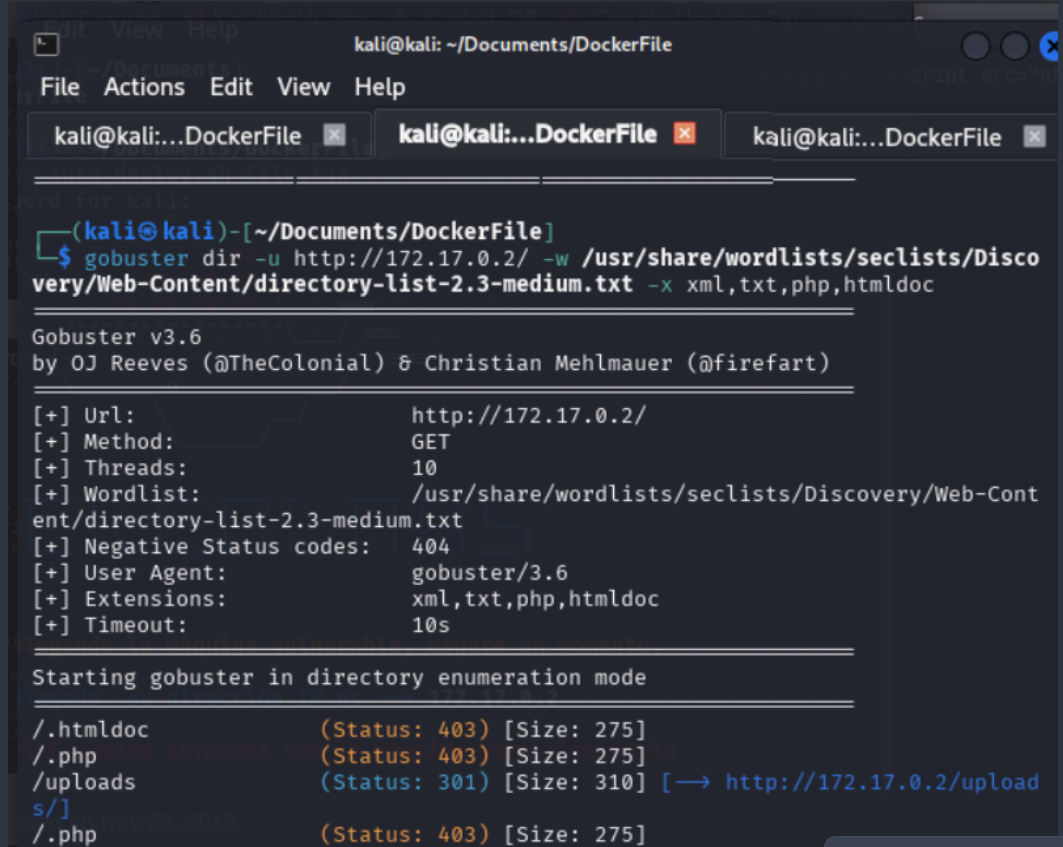 kali@kali: ~/Documents/DockerFile
File Actions Edit View Help
kali@kali:...DockerFile kali@kali:...DockerFile kali@kali:...DockerFile
(kali㉿kali)-[~/Documents/DockerFile]
$ gobuster dir -u http://172.17.0.2/ -w /usr/share/wordlists/seclists/Disco
very/Web-Content/directory-list-2.3-medium.txt -x xml,txt,php,htmldoc
Gobuster v3.6
by OJ Reeves (@TheColonial) & Christian Mehlmauer (@firefart)
[+] Url: http://172.17.0.2/
[+] Method: GET
[+] Threads: 10
[+] Wordlist: /usr/share/wordlists/seclists/Discovery/Web-Cont
ent/directory-list-2.3-medium.txt
[+] Negative Status codes: 404
[+] User Agent: gobuster/3.6
[+] Extensions: xml,txt,php,htmldoc
[+] Timeout: 10s
Starting gobuster in directory enumeration mode
/.htmldoc (Status: 403) [Size: 275]
/.php (Status: 403) [Size: 275]
/uploads (Status: 301) [Size: 310] [--> http://172.17.0.2/upload
s/]
/.php (Status: 403) [Size: 275]